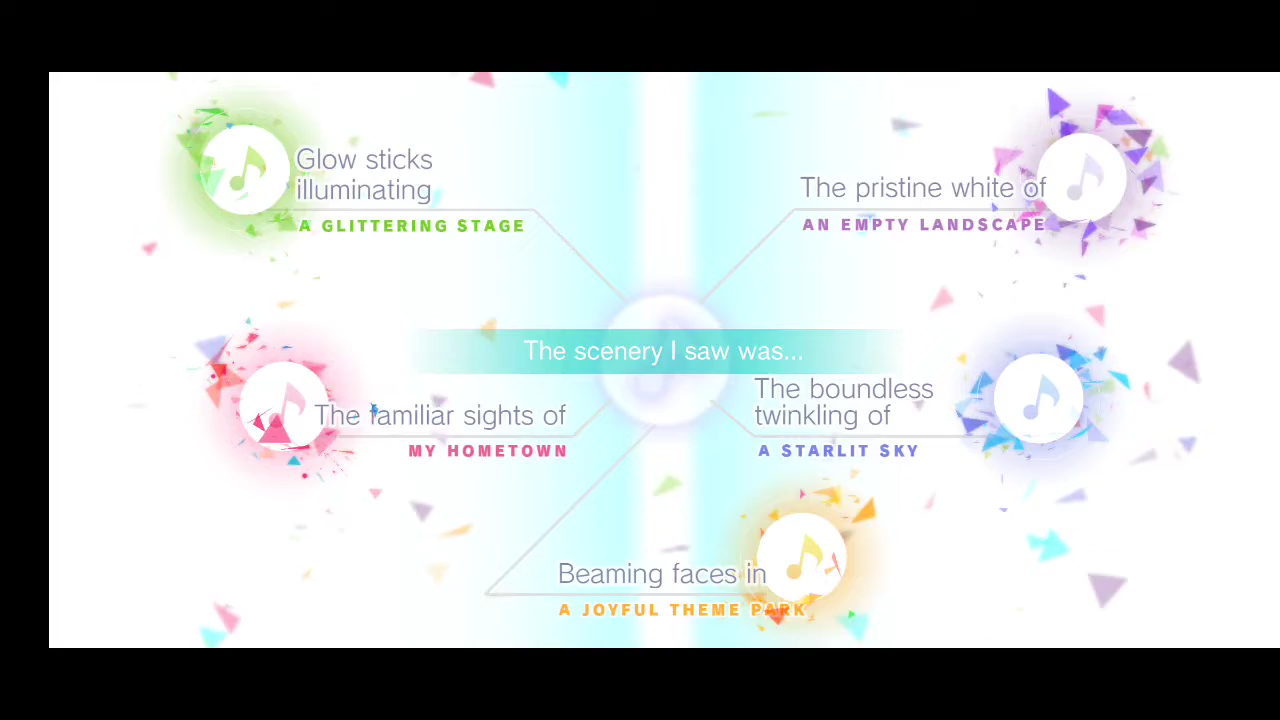 Glow sticks
illuminating
A GLITTERING STAGE
The pristine white of
AN EMPTY LANDSCAPE
The scenery I saw was...
The familiar sights of
MY HOMETOWN
The boundless
twinkling of
A STARLIT SKY
Beaming faces in
A JOYFUL THEME PARK